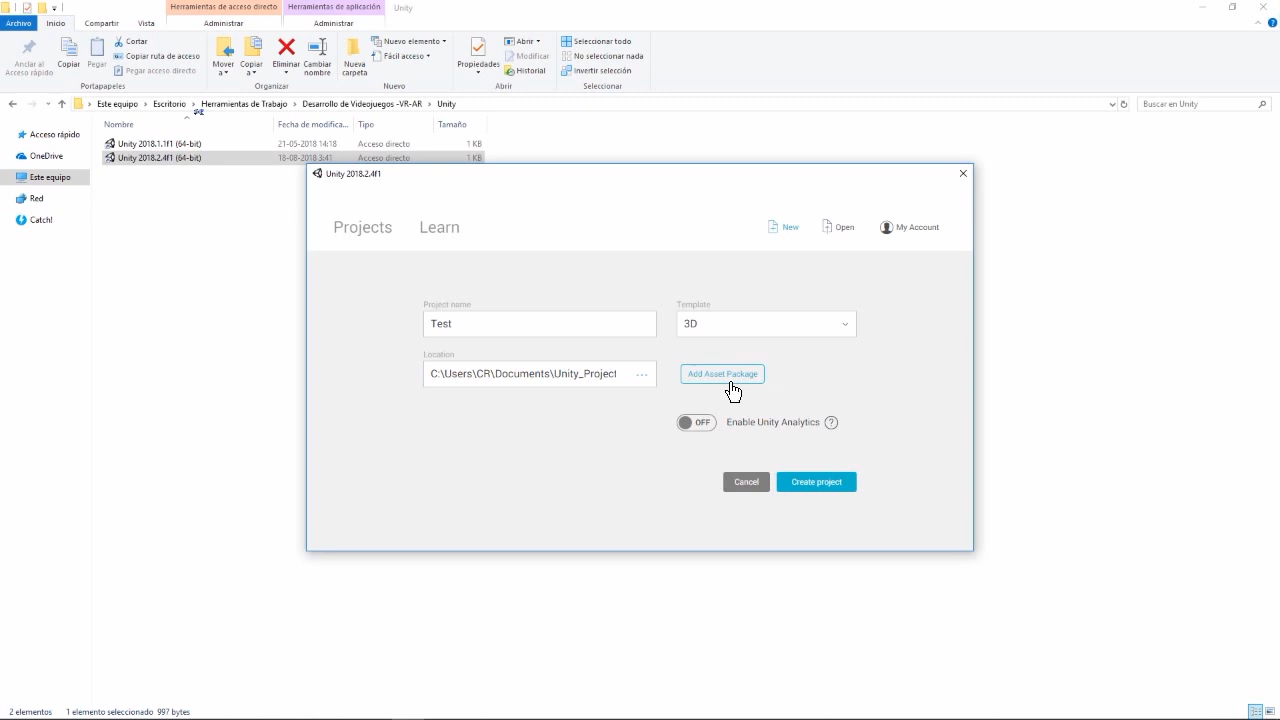 Herramientas de acceso directo Herramientas de aplicación Unity
Archivo Inicio Compartir Vista Administrar Administrar
Anclar al Acceso rápido
Copiar
Pegar
Cortar
Copiar ruta de acceso
Pegar acceso directo
Portapapeles
Mover a
Copiar a
Eliminar
Cambiar nombre
Organizar
Nueva carpeta
Nuevo elemento
Fácil acceso
Nuevo
Propiedades
Abrir
Modificar
Historial
Abrir
Seleccionar todo
No seleccionar nada
Invertir selección
Seleccionar
Este equipo > Escritorio > Herramientas de Trabajo > Desarrollo de Videojuegos -VR-AR > Unity
Buscar en Unity
Nombre Fecha de modifica... Tipo Tamaño
Unity 2018.1.1f1 (64-bit) 21-05-2018 14:18 Acceso directo 1 KB
Unity 2018.2.4f1 (64-bit) 18-08-2018 3:41 Acceso directo 1 KB
Acceso rápido
OneDrive
Este equipo
Red
Catch!
Unity 2018.2.4f1
Projects Learn New Open My Account
Project name Template
Test 3D
Location
C:\Users\CR\Documents\Unity_Project ... Add Asset Package
OFF Enable Unity Analytics ?
Cancel Create project
2 elementos 1 elemento seleccionado 997 bytes